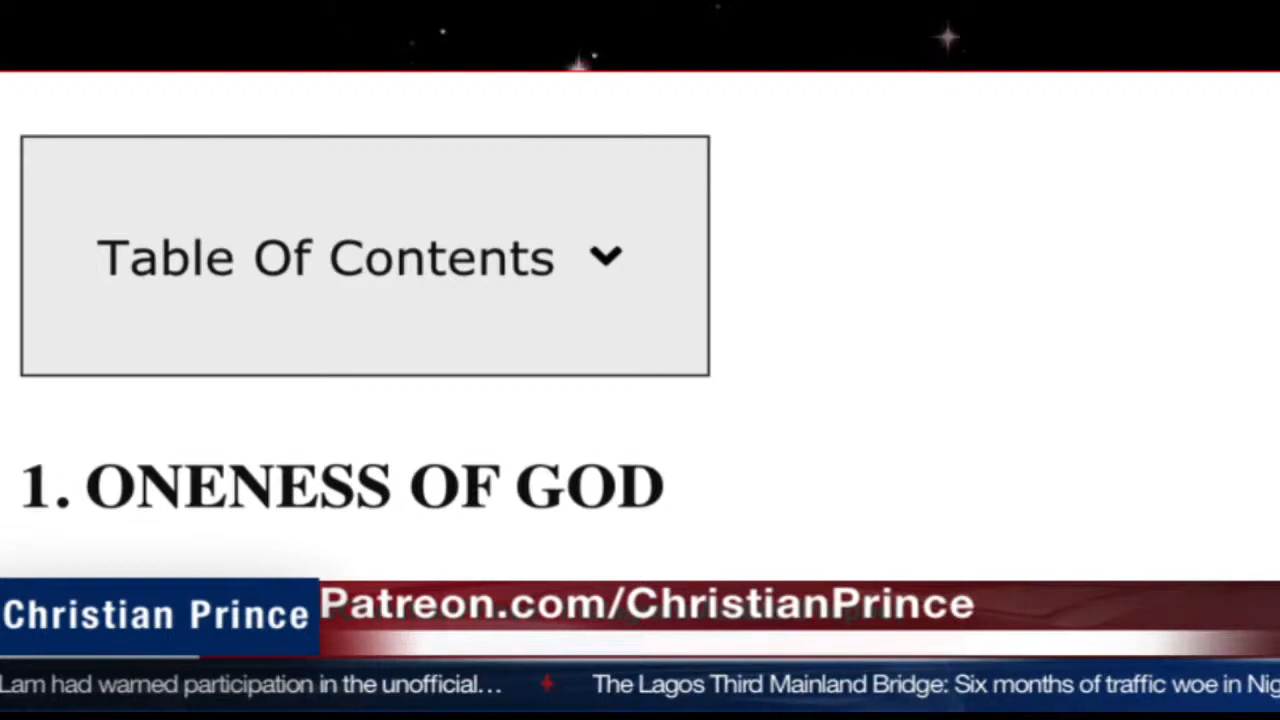 Table Of Contents
1. ONENESS OF GOD
Christian Prince
Patreon.com/ChristianPrince
Lam had warned participation in the unofficial…
The Lagos Third Mainland Bridge: Six months of traffic woe in